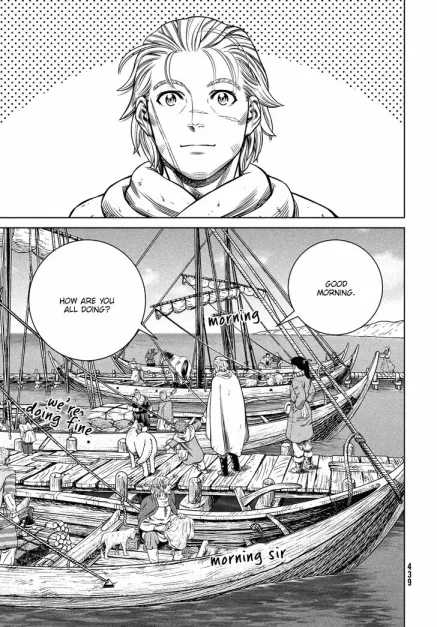 GOOD
MORNING.
morning
HOW ARE YOU
ALL DOING?
we're
doing fine
morning sir
439